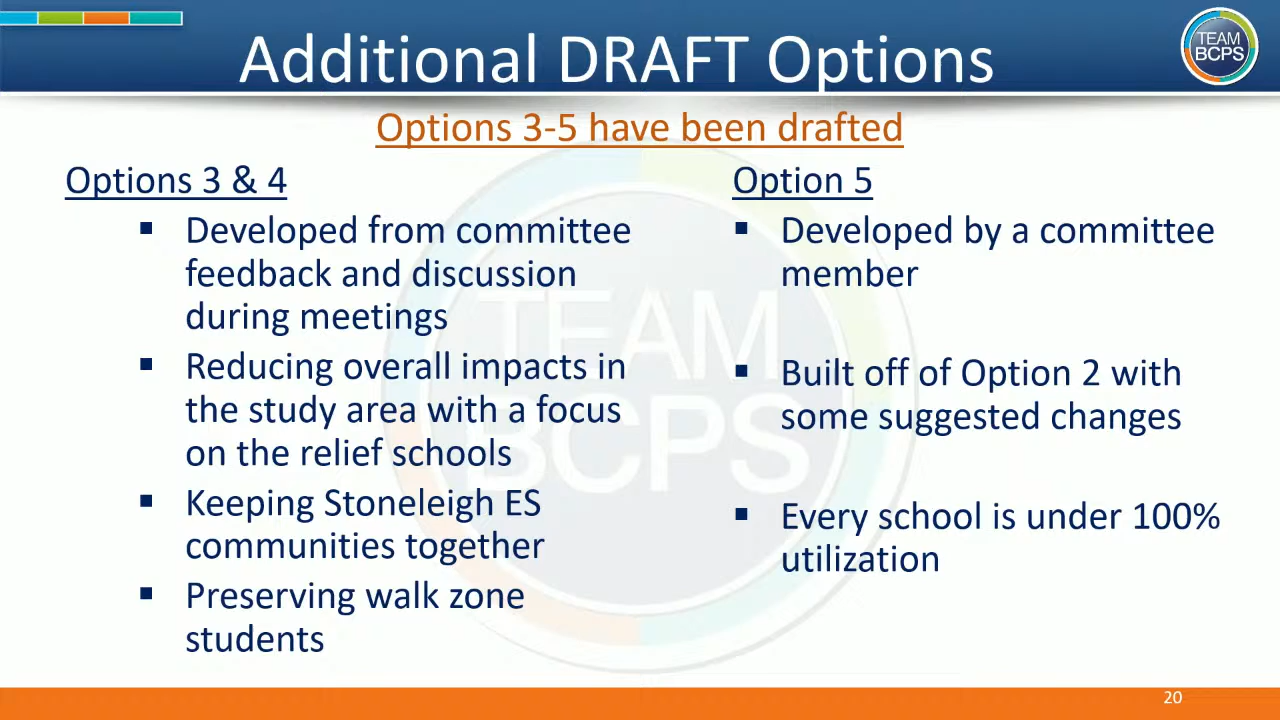 Additional DRAFT Options
TEAM
BCPS
Options 3-5 have been drafted
Options 3 & 4
▪ Developed from committee
feedback and discussion
during meetings
▪ Reducing overall impacts in
the study area with a focus
on the relief schools
▪ Keeping Stoneleigh ES
communities together
▪ Preserving walk zone
students
Option 5
▪ Developed by a committee
member
▪ Built off of Option 2 with
some suggested changes
▪ Every school is under 100%
utilization
TEAM
BCPS
20